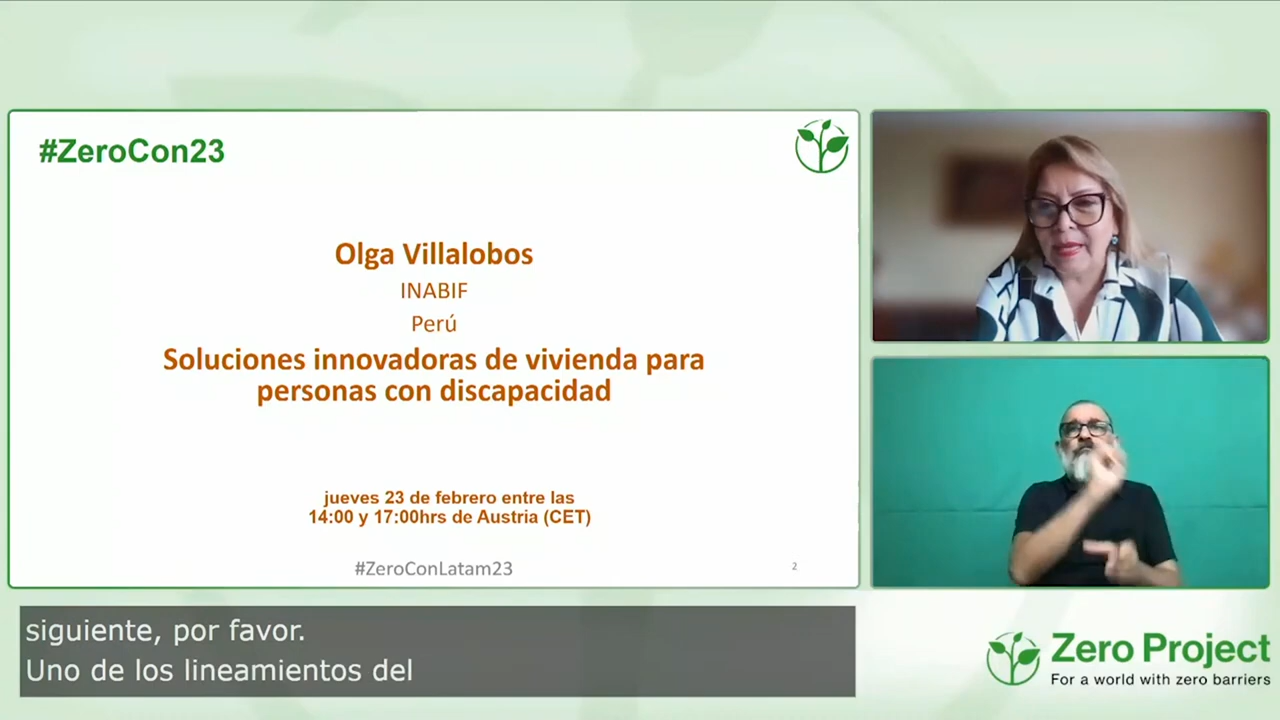 #ZeroCon23
Olga Villalobos
INABIF
Perú
Soluciones innovadoras de vivienda para
personas con discapacidad
jueves 23 de febrero entre las
14:00 y 17:00hrs de Austria (CET)
#ZeroConLatam23
2
siguiente, por favor.
Uno de los lineamientos del
Zero Project
For a world with zero barriers